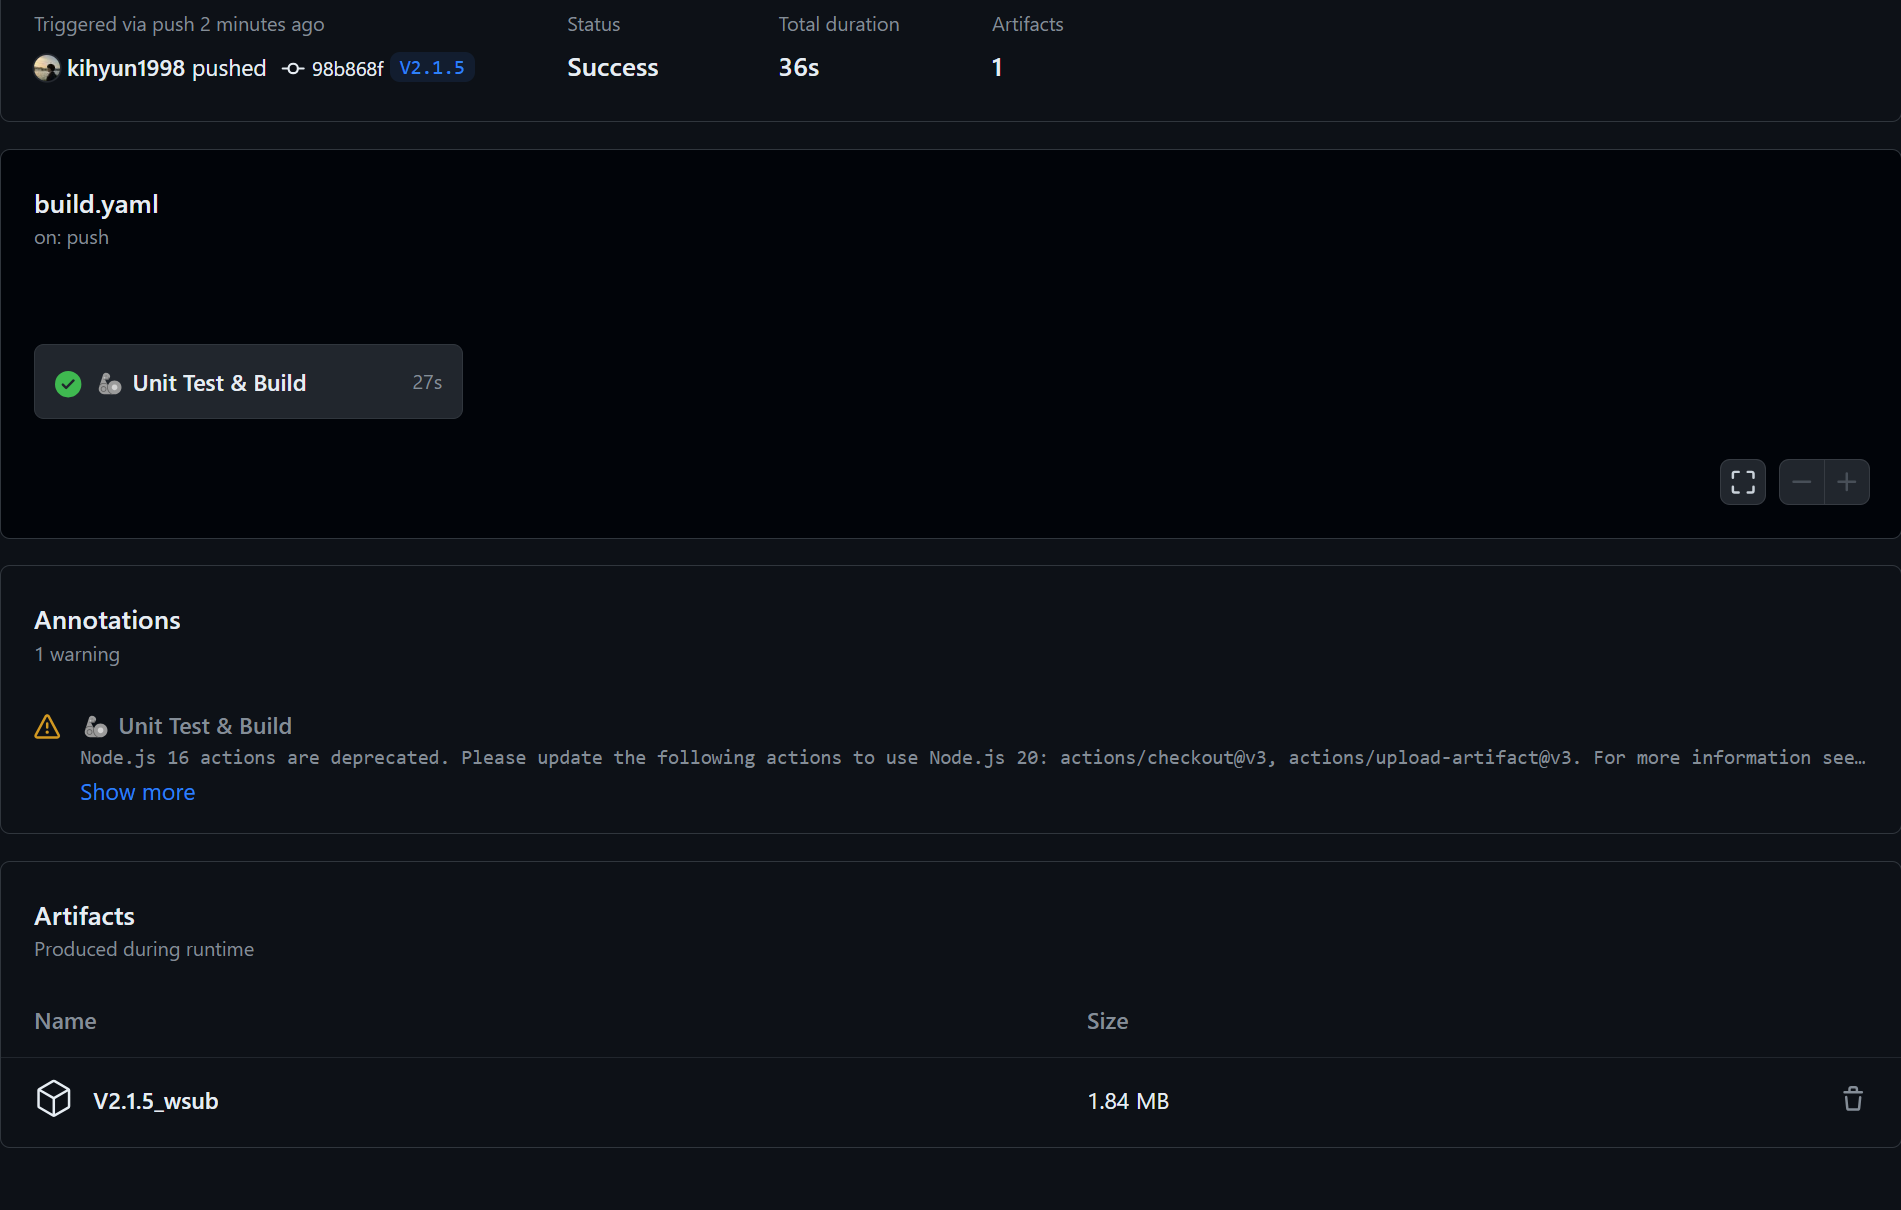 Triggered via push 2 minutes ago
kihyun1998 pushed 98b868f V2.1.5
Status
Success
Total duration
36s
Artifacts
1
build.yaml
on: push
Unit Test & Build 27s
Annotations
1 warning
Unit Test & Build
Node.js 16 actions are deprecated. Please update the following actions to use Node.js 20: actions/checkout@v3, actions/upload-artifact@v3. For more information see…
Show more
Artifacts
Produced during runtime
Name Size
V2.1.5_wsub 1.84 MB